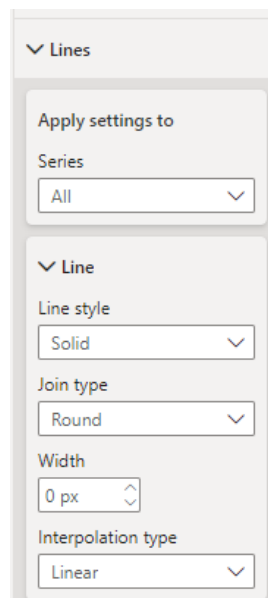 Lines
Apply settings to
Series
All
Line
Line style
Solid
Join type
Round
Width
0 px
Interpolation type
Linear